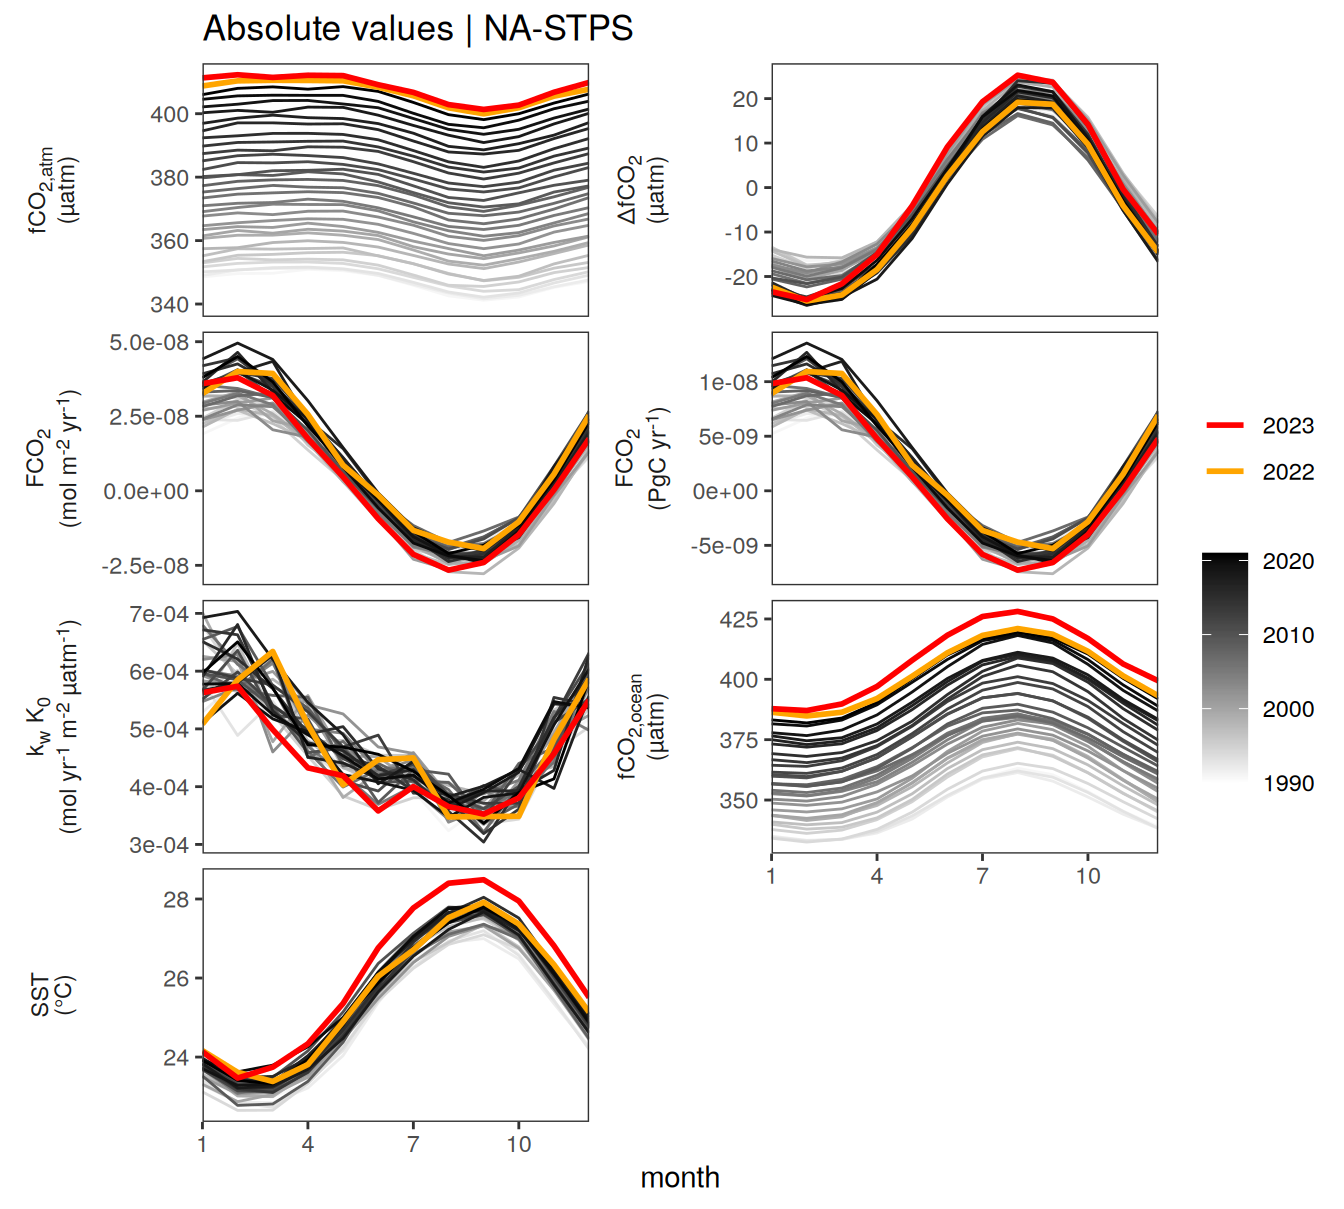 Absolute values | NA-STPS
fCO2,atm
(µatm)
400
380
360
340
ΔfCO2
(µatm)
20
10
0
-10
-20
FCO2
(mol m-2 yr-1)
5.0e-08
2.5e-08
0.0e+00
-2.5e-08
FCO2
(PgC yr-1)
1e-08
5e-09
0e+00
-5e-09
kw K0
(mol yr-1 m-2 µatm-1)
7e-04
6e-04
5e-04
4e-04
3e-04
fCO2,ocean
(µatm)
425
400
375
350
1 4 7 10
SST
(°C)
28
26
24
1 4 7 10
month
2023
2022
2020
2010
2000
1990